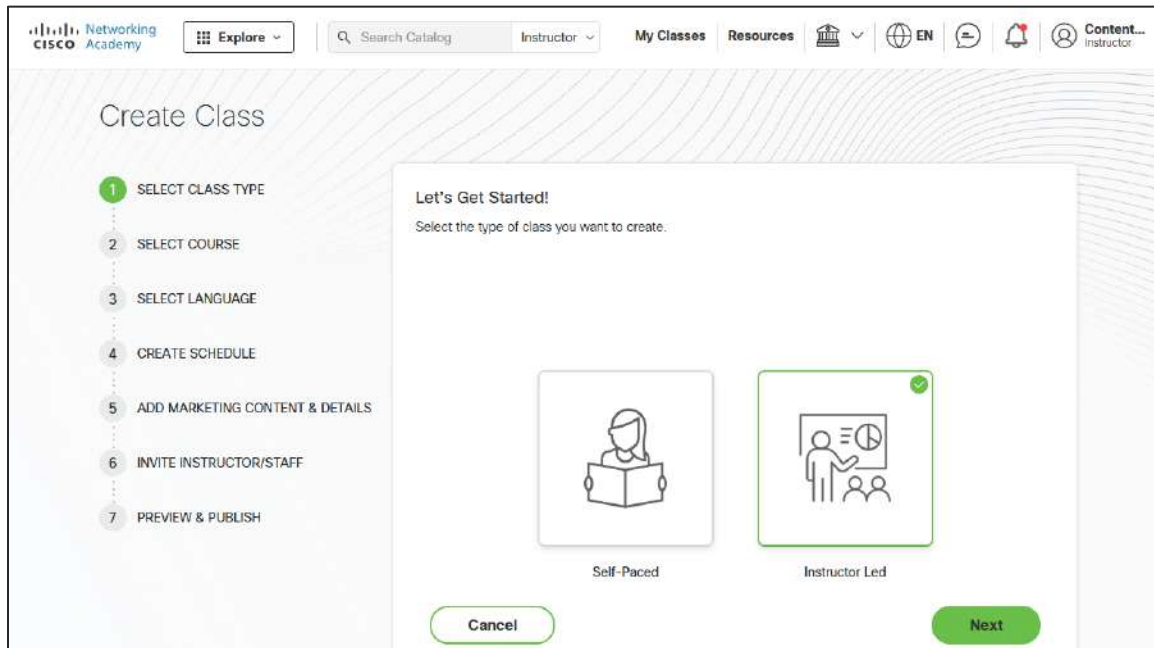 CISCO Networking Academy
Explore
Search Catalog
Instructor
My Classes
Resources
EN
Content...
Instructor
Create Class
1 SELECT CLASS TYPE
2 SELECT COURSE
3 SELECT LANGUAGE
4 CREATE SCHEDULE
5 ADD MARKETING CONTENT & DETAILS
6 INVITE INSTRUCTOR/STAFF
7 PREVIEW & PUBLISH
Let's Get Started!
Select the type of class you want to create.
Self-Paced
Instructor Led
Cancel
Next